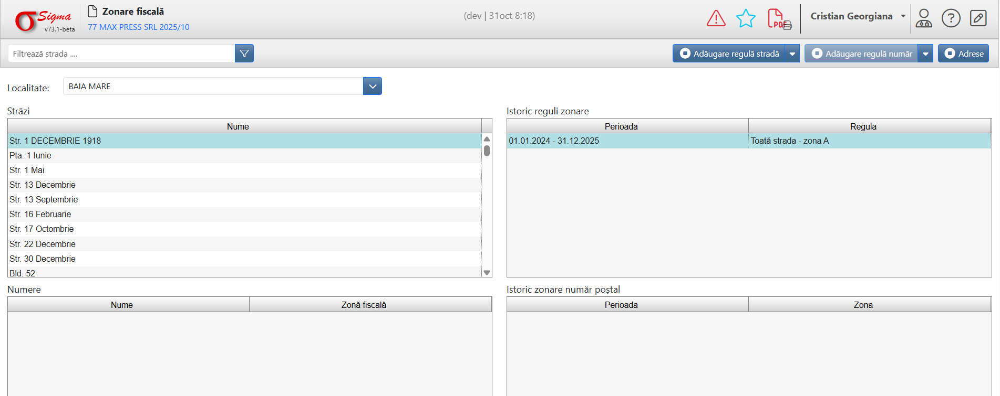 Sigma
v73.1-beta
Zonare fiscală
77 MAX PRESS SRL 2025/10
(dev | 31oct 8:18)
PDF
Cristian Georgiana
Filtrează strada ....
Adăugare regulă stradă
Adăugare regulă număr
Adrese
Localitate:
BAIA MARE
Străzi
Nume
Str. 1 DECEMBRIE 1918
Pta. 1 Iunie
Str. 1 Mai
Str. 13 Decembrie
Str. 13 Septembrie
Str. 16 Februarie
Str. 17 Octombrie
Str. 22 Decembrie
Str. 30 Decembrie
Bld. 52
Istoric reguli zonare
Perioada Regula
01.01.2024 - 31.12.2025 Toată strada - zona A
Numere
Nume Zonă fiscală
Istoric zonare număr poștal
Perioada Zona